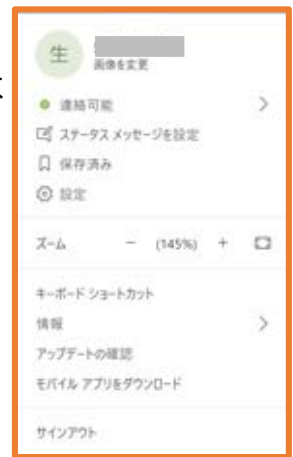 生
画像を変更
連絡可能
ステータス メッセージを設定
保存済み
設定
ズーム － (145%) +
キーボード ショートカット
情報
アップデートの確認
モバイル アプリをダウンロード
サインアウト